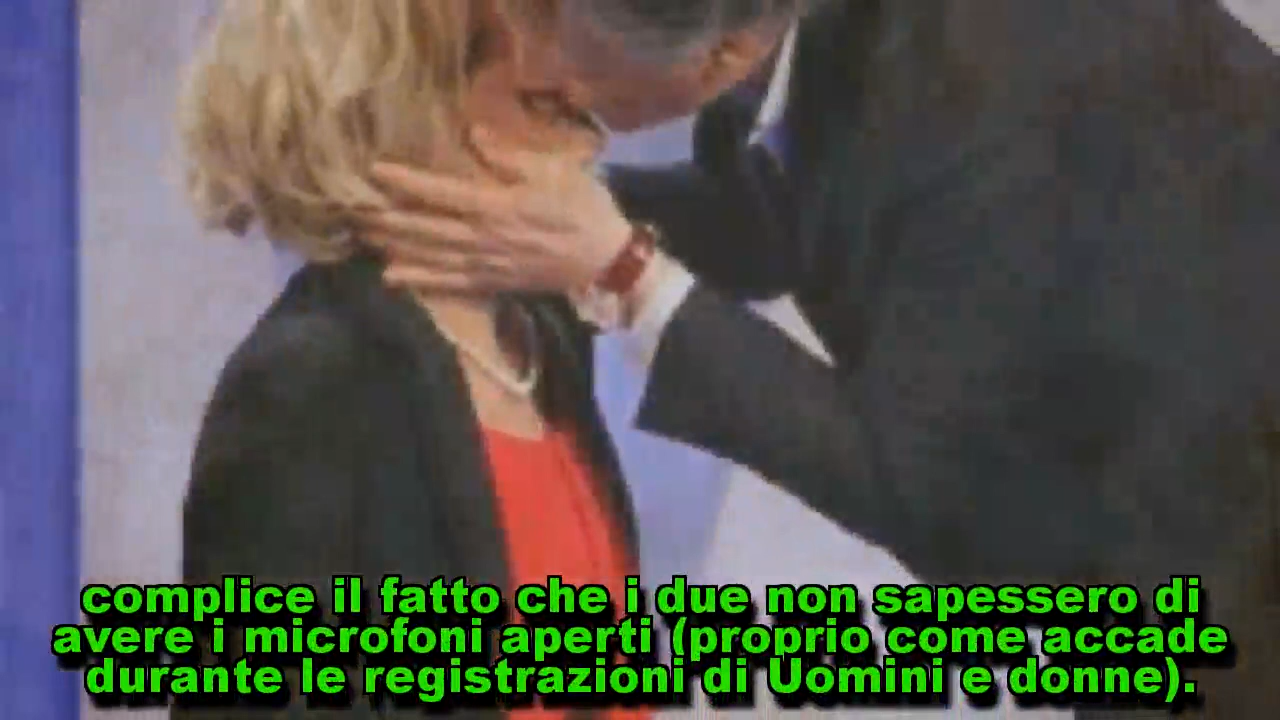 complice il fatto che i due non sapessero di
avere i microfoni aperti (proprio come accade
durante le registrazioni di Uomini e donne).